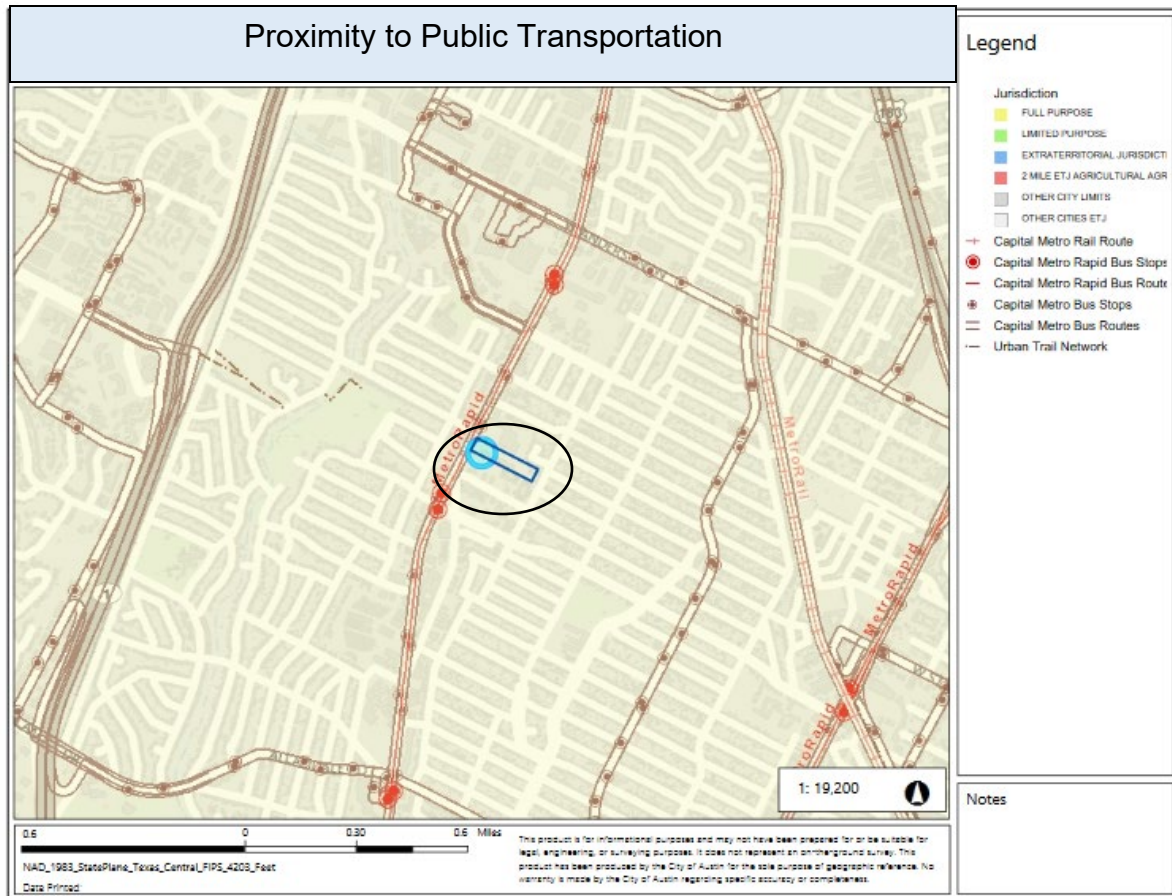 Proximity to Public Transportation
Legend
Jurisdiction
FULL PURPOSE
LIMITED PURPOSE
EXTRATERRITORIAL JURISDICTI
2 MILE ETJ AGRICULTURAL AGR
OTHER CITY LIMITS
OTHER CITIES ETJ
Capital Metro Rail Route
Capital Metro Rapid Bus Stops
Capital Metro Rapid Bus Route
Capital Metro Bus Stops
Capital Metro Bus Routes
Urban Trail Network
183
W ANDERSON LN
MetroRapid
MetroRail
MetroRapid
MetroRapid
1
1: 19,200
Notes
0.6
0
0.30
0.6 Miles
NAD_1983_StatePlane_Texas_Central_FIPS_4203_Feet
Date Printed:
This product is for informational purposes and may not have been prepared for or be suitable for
legal, engineering, or surveying purposes. It does not represent an on-the-ground survey. This
product has been produced by the City of Austin for the sole purpose of geographic reference. No
warranty is made by the City of Austin regarding specific accuracy or completeness.